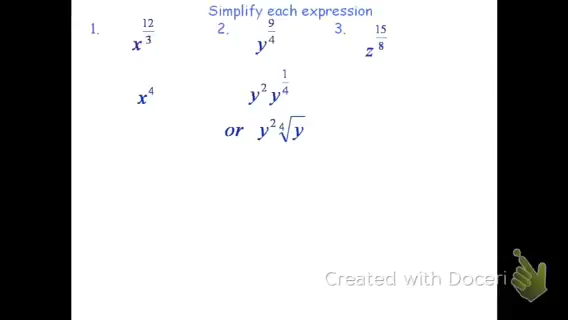 Simplify each expression
1. x^(12/3) 2. y^(9/4) 3. z^(15/8)
x^4 y^2 y^(1/4)
or y^2 ∜y
Created with Doceri